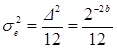 σ_e^2 = Δ^2/12 = 2^{-2b}/12